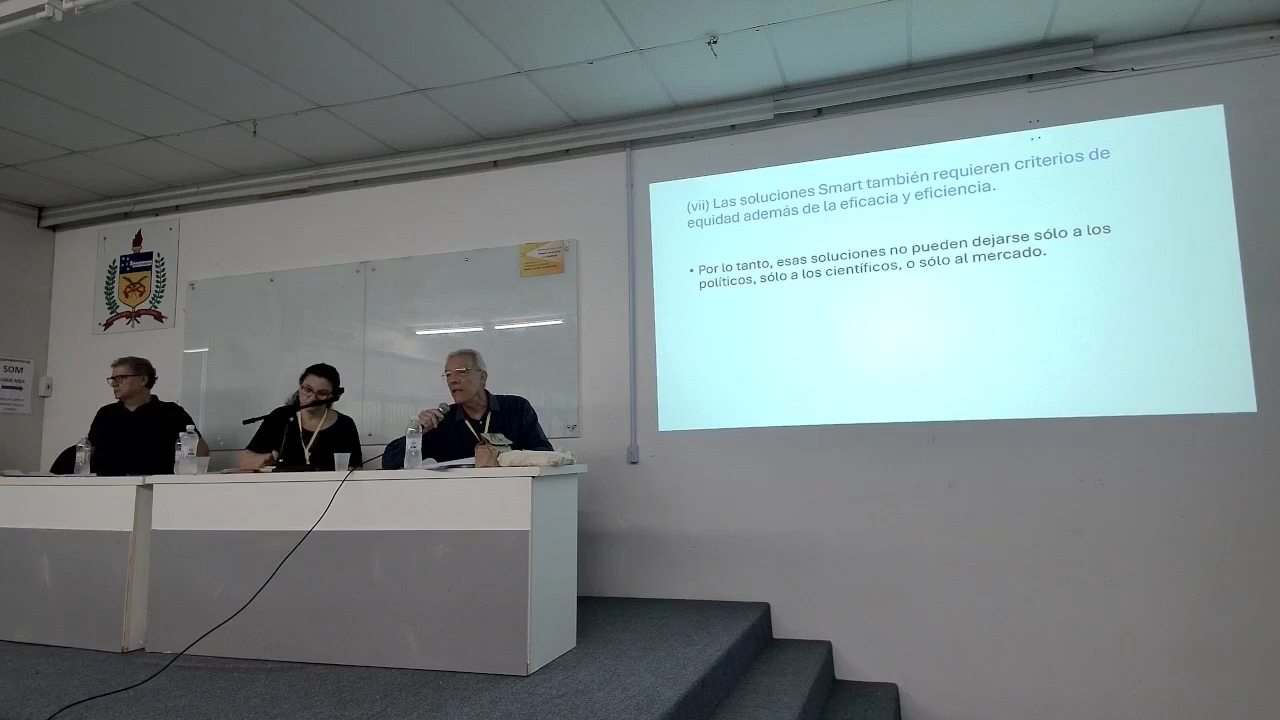 (vii) Las soluciones Smart también requieren criterios de
equidad además de la eficacia y eficiencia.
• Por lo tanto, esas soluciones no pueden dejarse sólo a los
políticos, sólo a los científicos, o sólo al mercado.
SOM